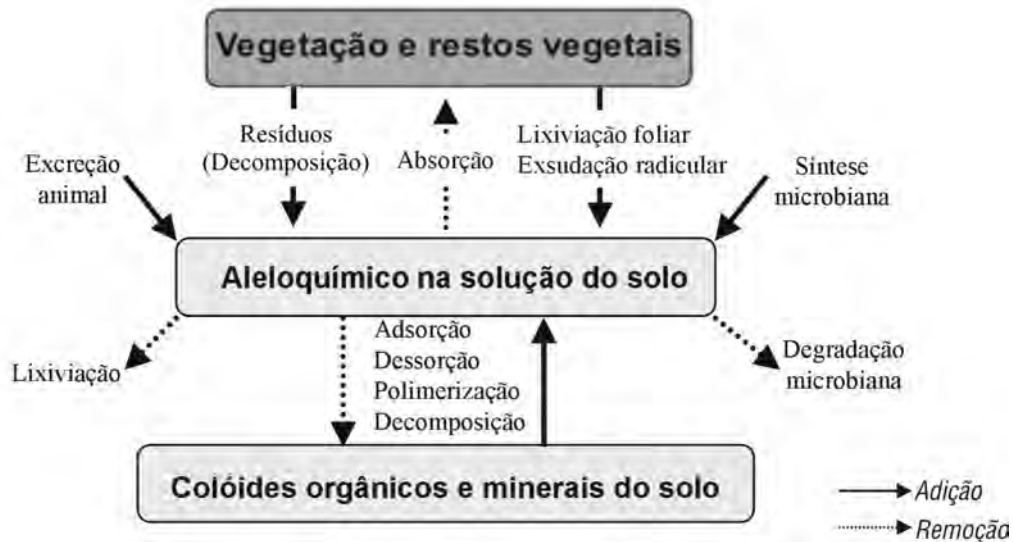 Vegetação e restos vegetais
Resíduos
(Decomposição)
Absorção
Lixiviação foliar
Exsudação radicular
Excreção
animal
Síntese
microbiana
Aleloquímico na solução do solo
Lixiviação
Adsorção
Dessorção
Polimerização
Decomposição
Degradação
microbiana
Colóides orgânicos e minerais do solo
Adição
Remoção